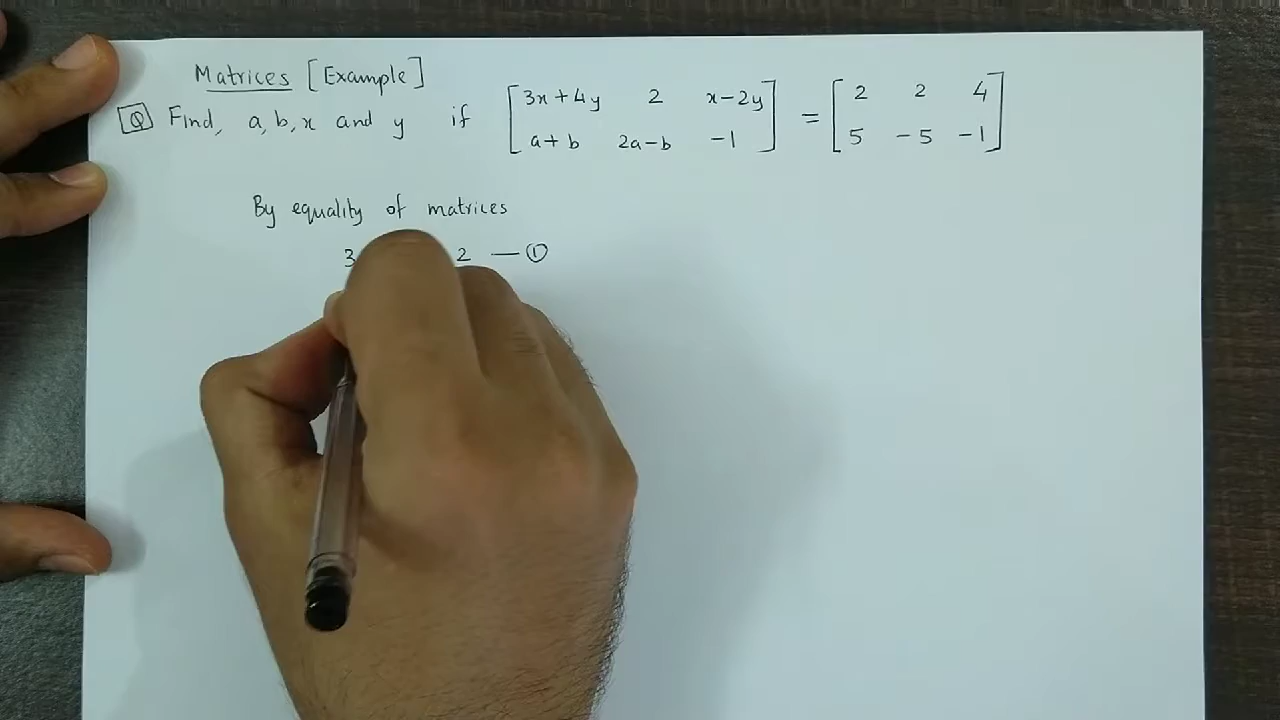 Matrices [Example]
Q Find, a, b, x and y if [3x+4y 2 x-2y] = [2 2 4]
[a+b 2a-b -1] [5 -5 -1]
By equality of matrices
3 2 — ①